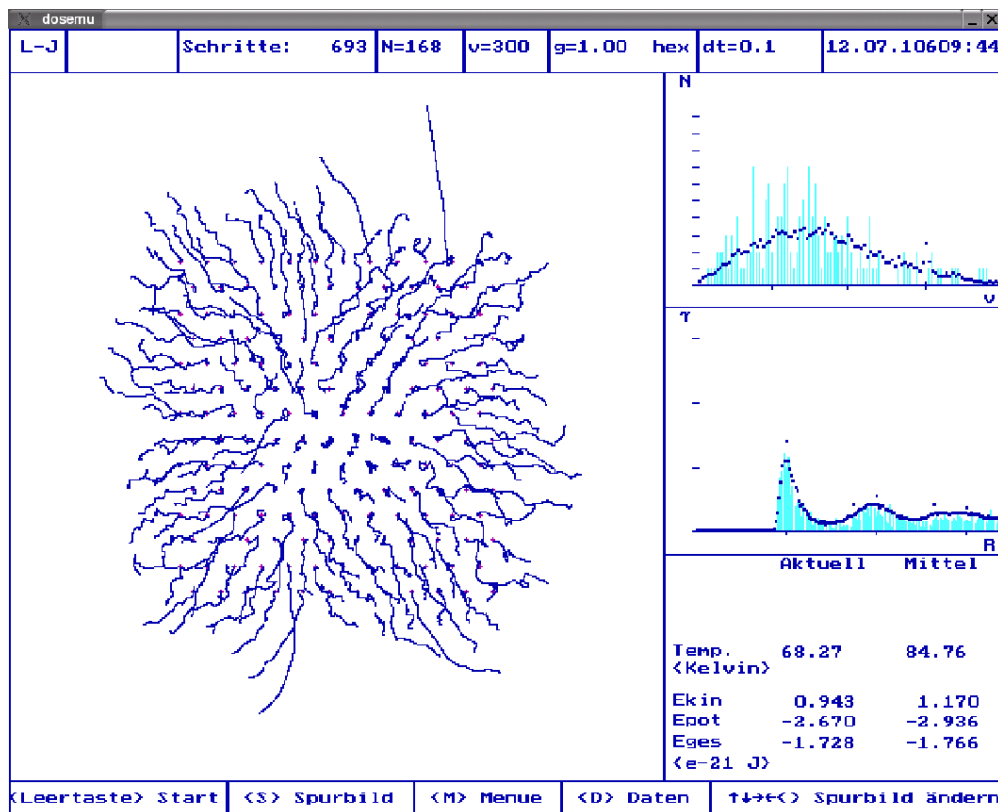 dosemu
L-J Schritte: 693 N=168 v=300 g=1.00 hex dt=0.1 12.07.10609:44
N
v
T
R
Aktuell Mittel
Temp. 68.27 84.76
(Kelvin)
Ekin 0.943 1.170
Epot -2.670 -2.936
Eges -1.728 -1.766
(e-21 J)
(Leertaste) Start (S) Spurbild (M) Menue (D) Daten ↑↓→←() Spurbild ändern